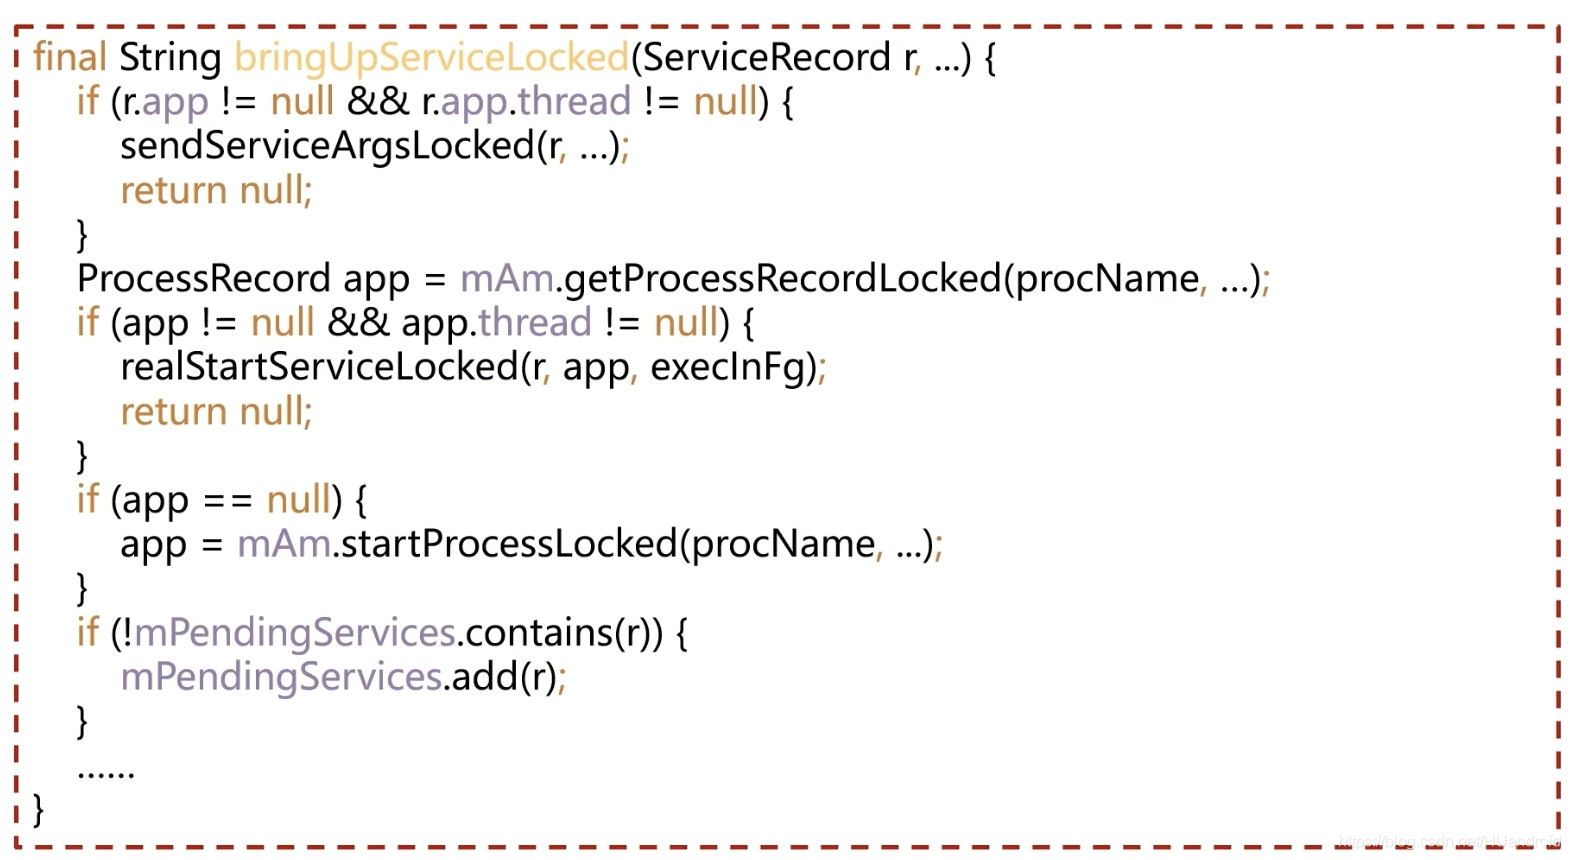 final String bringUpServiceLocked(ServiceRecord r, ...) {
if (r.app != null && r.app.thread != null) {
sendServiceArgsLocked(r, ...);
return null;
}
ProcessRecord app = mAm.getProcessRecordLocked(procName, ...);
if (app != null && app.thread != null) {
realStartServiceLocked(r, app, execInFg);
return null;
}
if (app == null) {
app = mAm.startProcessLocked(procName, ...);
}
if (!mPendingServices.contains(r)) {
mPendingServices.add(r);
}
......
}
https://blog.csdn.net/HUandroid